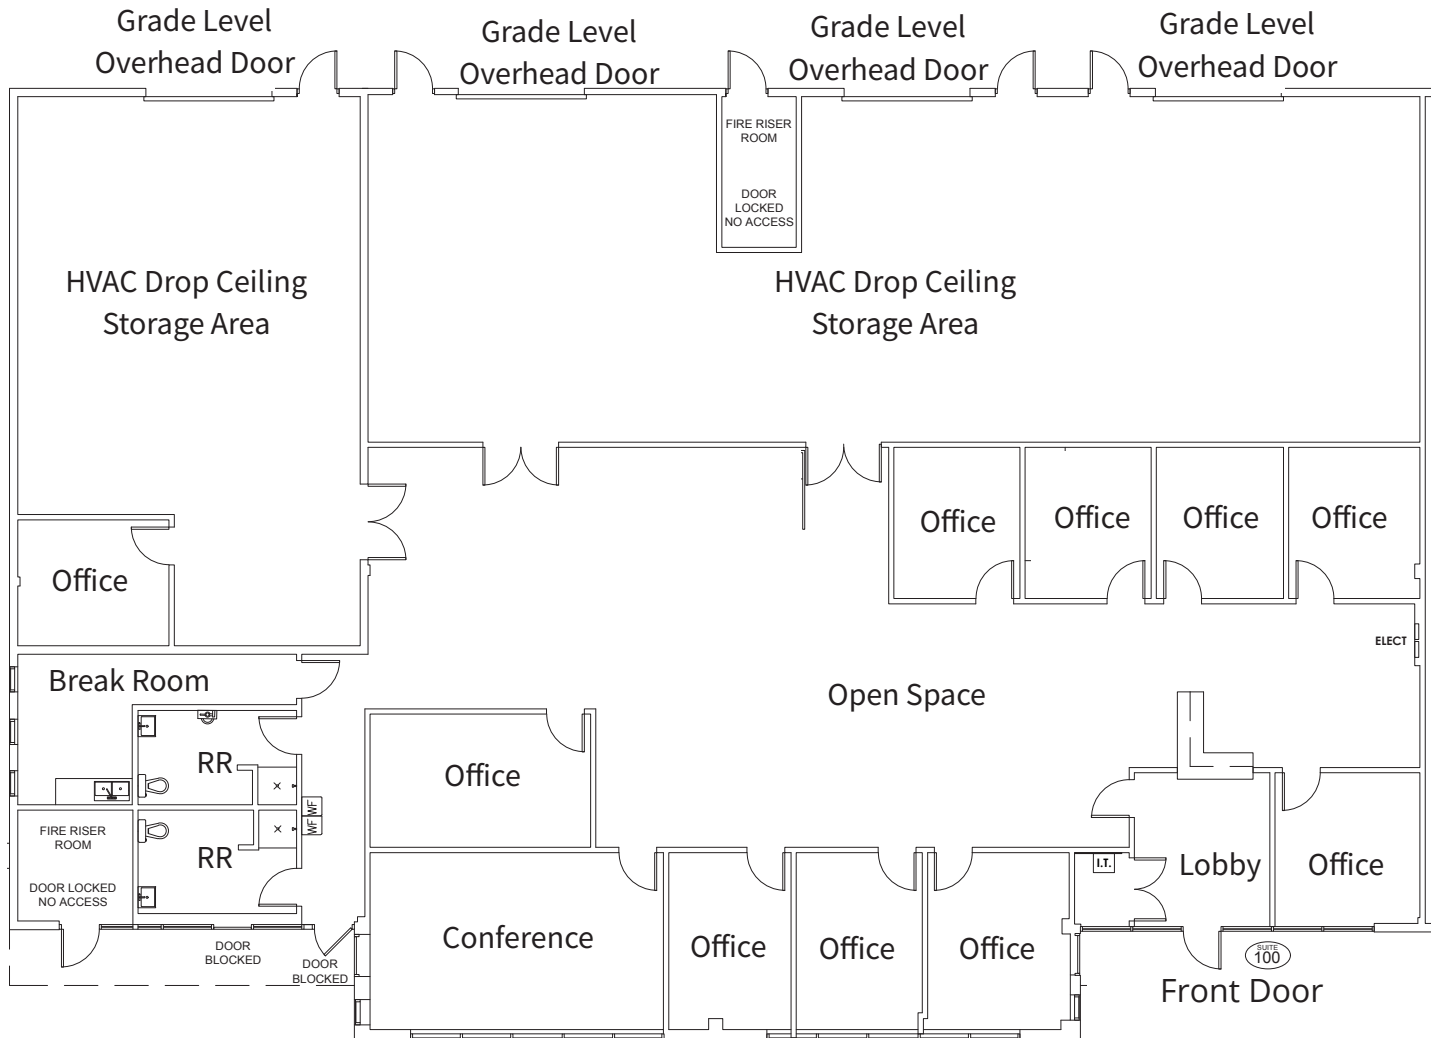 Grade Level
Overhead Door
Grade Level
Overhead Door
Grade Level
Overhead Door
Grade Level
Overhead Door
FIRE RISER
ROOM
DOOR
LOCKED
NO ACCESS
HVAC Drop Ceiling
Storage Area
HVAC Drop Ceiling
Storage Area
Office
Office
Office
Office
Office
ELECT
Break Room
Open Space
RR
Office
WF
WF
FIRE RISER
ROOM
RR
I.T.
Lobby
Office
DOOR LOCKED
NO ACCESS
Conference
Office
Office
Office
DOOR
BLOCKED
DOOR
BLOCKED
SUITE
100
Front Door